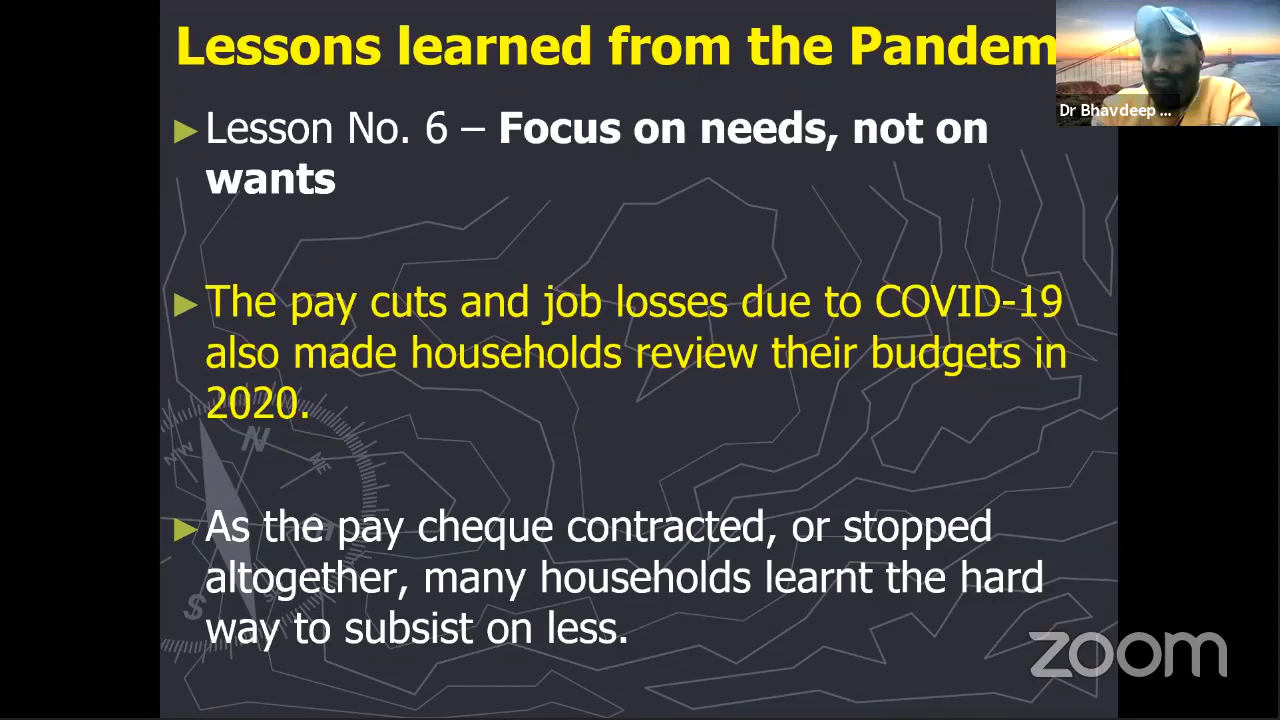 Lessons learned from the Pandem
Dr Bhavdeep ...
►Lesson No. 6 – Focus on needs, not on
wants
►The pay cuts and job losses due to COVID-19
also made households review their budgets in
2020.
►As the pay cheque contracted, or stopped
altogether, many households learnt the hard
way to subsist on less.
N
NW
NE
S
zoom